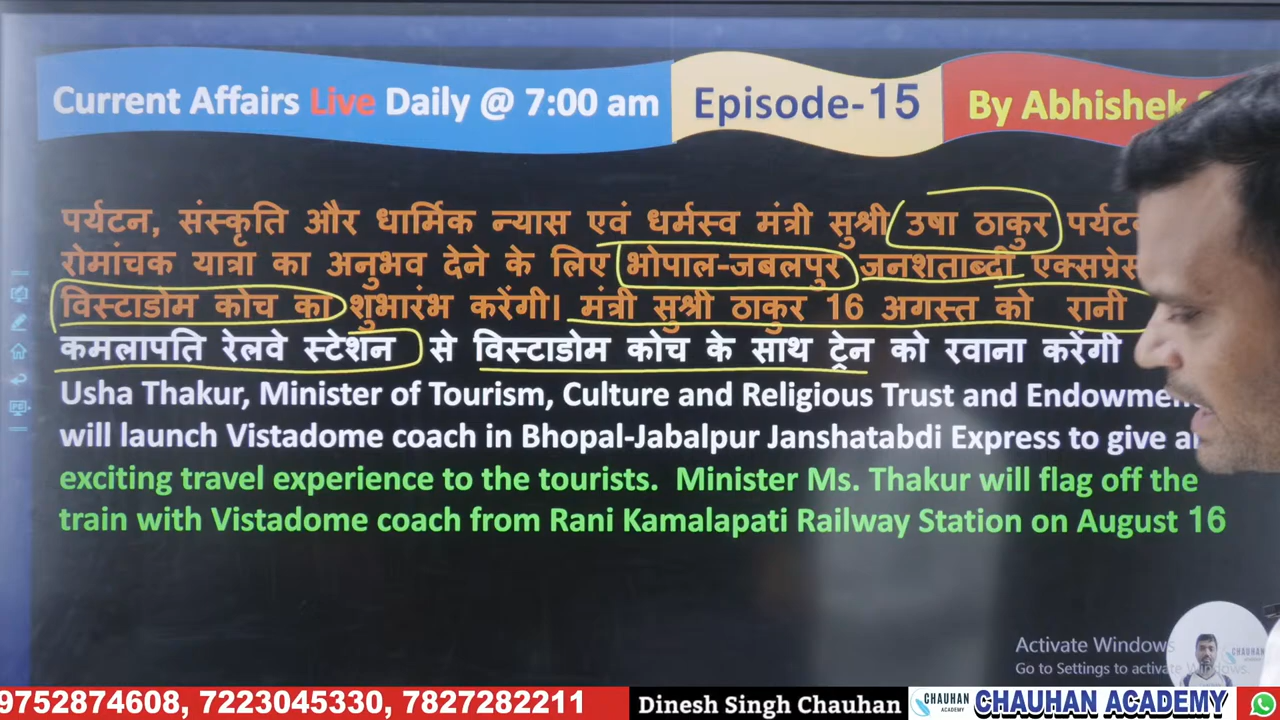 Current Affairs Live Daily @ 7:00 am
Episode-15
By Abhishek
पर्यटन, संस्कृति और धार्मिक न्यास एवं धर्मस्व मंत्री सुश्री उषा ठाकुर
रोमांचक यात्रा का अनुभव देने के लिए भोपाल-जबलपुर जनशताब्दी एक्सप्रेस
विस्टाडोम कोच का शुभारंभ करेंगी। मंत्री सुश्री ठाकुर 16 अगस्त को रानी
कमलापति रेलवे स्टेशन से विस्टाडोम कोच के साथ ट्रेन को रवाना करेंगी
Usha Thakur, Minister of Tourism, Culture and Religious Trust and
will launch Vistadome coach in Bhopal-Jabalpur Janshatabdi Express to give
exciting travel experience to the tourists. Minister Ms. Thakur will flag off the
train with Vistadome coach from Rani Kamalapati Railway Station on August 16
Activate Windows
Go to Settings to activate Windows.
CHAUHAN
ACADEMY
9752874608, 7223045330, 7827282211
Dinesh Singh Chauhan
CHAUHAN
ACADEMY
CHAUHAN ACADEMY